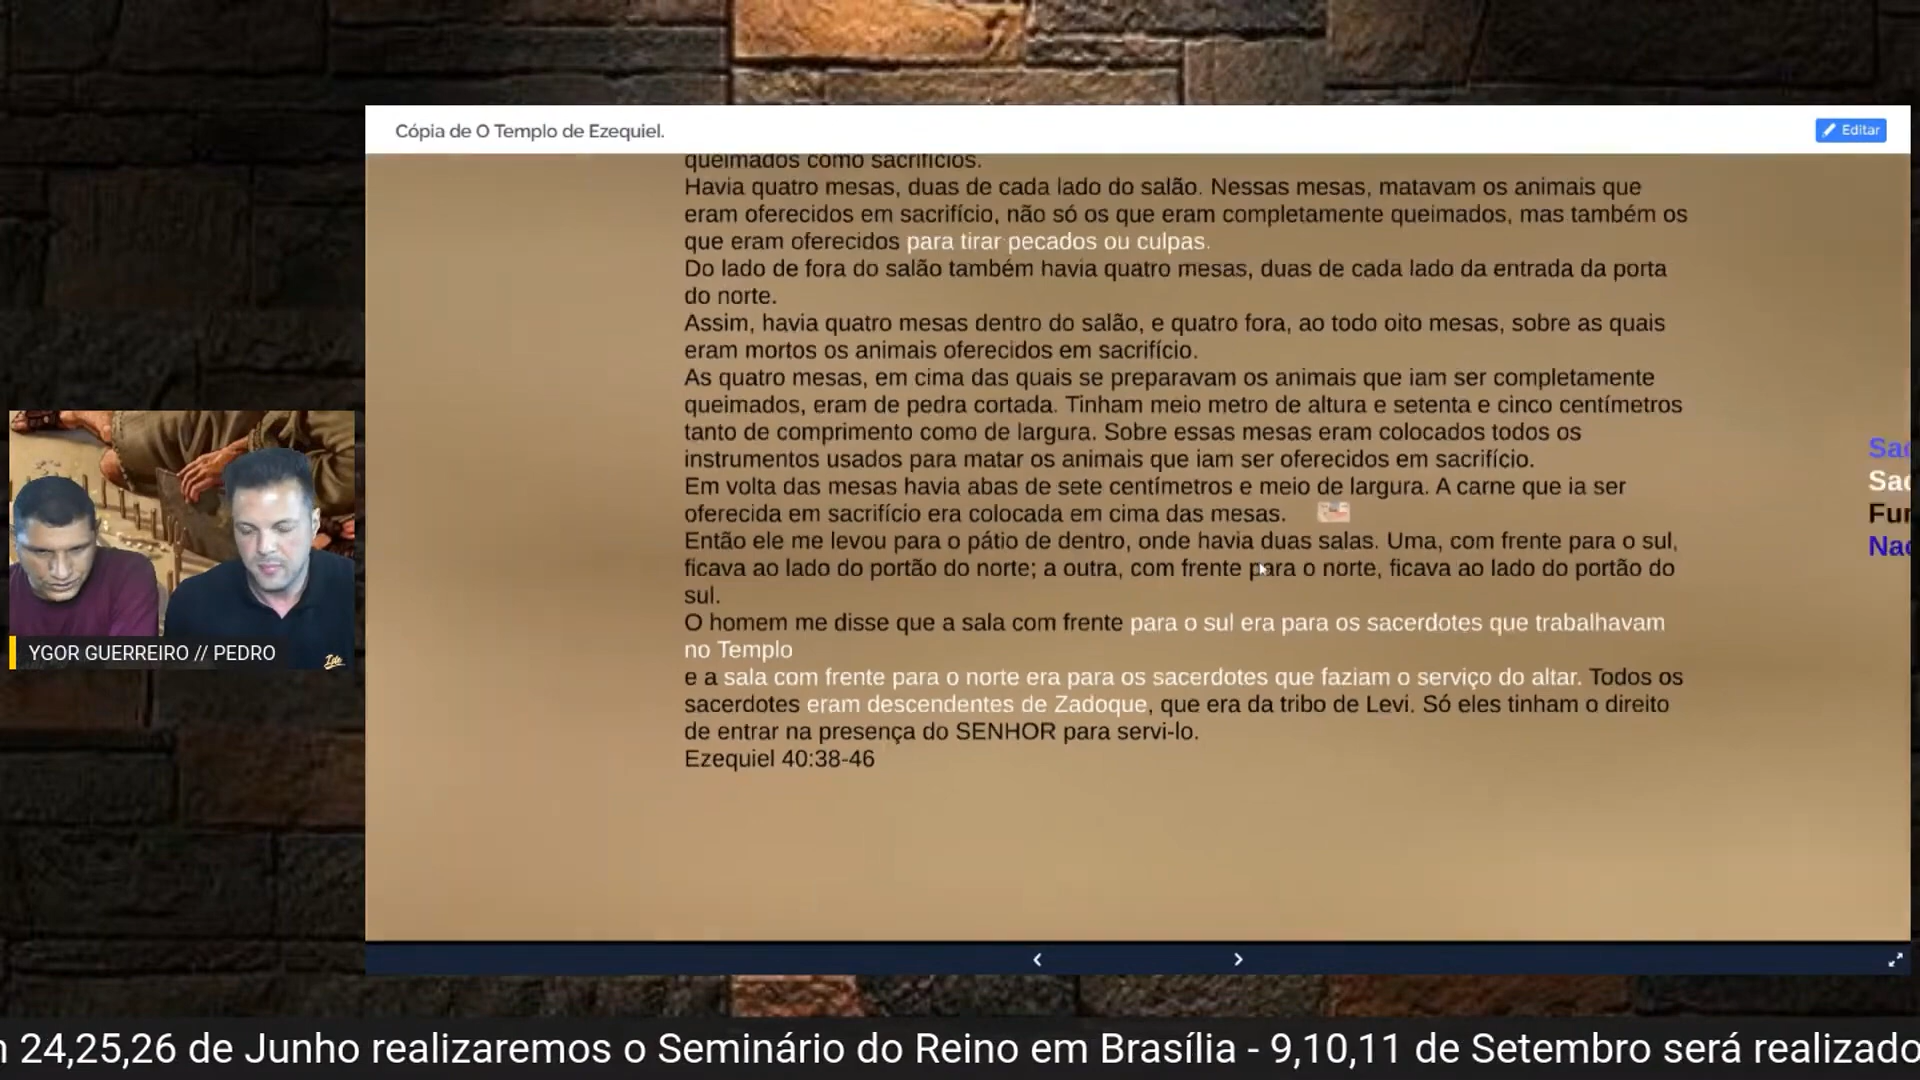 Cópia de O Templo de Ezequiel.
Editar
queimados como sacrifícios.
Havia quatro mesas, duas de cada lado do salão. Nessas mesas, matavam os animais que
eram oferecidos em sacrifício, não só os que eram completamente queimados, mas também os
que eram oferecidos para tirar pecados ou culpas.
Do lado de fora do salão também havia quatro mesas, duas de cada lado da entrada da porta
do norte.
Assim, havia quatro mesas dentro do salão, e quatro fora, ao todo oito mesas, sobre as quais
eram mortos os animais oferecidos em sacrifício.
As quatro mesas, em cima das quais se preparavam os animais que iam ser completamente
queimados, eram de pedra cortada. Tinham meio metro de altura e setenta e cinco centímetros
tanto de comprimento como de largura. Sobre essas mesas eram colocados todos os
instrumentos usados para matar os animais que iam ser oferecidos em sacrifício.
Em volta das mesas havia abas de sete centímetros e meio de largura. A carne que ia ser
oferecida em sacrifício era colocada em cima das mesas.
Então ele me levou para o pátio de dentro, onde havia duas salas. Uma, com frente para o sul,
ficava ao lado do portão do norte; a outra, com frente para o norte, ficava ao lado do portão do
sul.
O homem me disse que a sala com frente para o sul era para os sacerdotes que trabalhavam
no Templo
e a sala com frente para o norte era para os sacerdotes que faziam o serviço do altar. Todos os
sacerdotes eram descendentes de Zadoque, que era da tribo de Levi. Só eles tinham o direito
de entrar na presença do SENHOR para servi-lo.
Ezequiel 40:38-46
YGOR GUERREIRO // PEDRO
24,25,26 de Junho realizaremos o Seminário do Reino em Brasília - 9,10,11 de Setembro será realizado